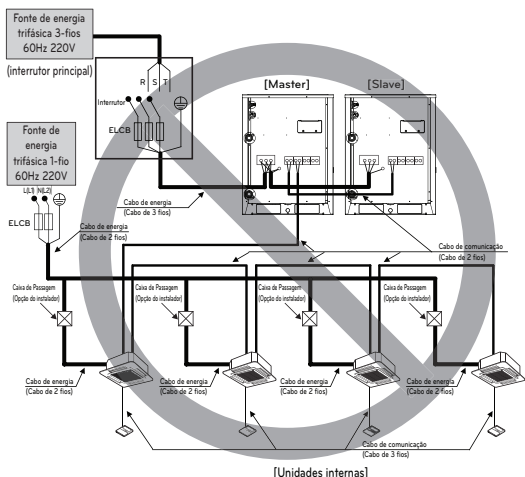 Fonte de energia
trifásica 3-fios
60Hz 220V
(interrutor principal)
R S T
Interrutor
ELCB
[Master]
[Slave]
Fonte de
energia
trifásica 1-fio
60Hz 220V
L(L1) N(L2)
ELCB
Cabo de energia
(Cabo de 2 fios)
Cabo de energia
(Cabo de 3 fios)
Cabo de comunicação
(Cabo de 2 fios)
Caixa de Passagem
(Opção do instalador)
Caixa de Passagem
(Opção do instalador)
Caixa de Passagem
(Opção do instalador)
Caixa de Passagem
(Opção do instalador)
Cabo de energia
(Cabo de 2 fios)
Cabo de energia
(Cabo de 2 fios)
Cabo de energia
(Cabo de 2 fios)
Cabo de energia
(Cabo de 2 fios)
Cabo de comunicação
(Cabo de 3 fios)
[Unidades internas]